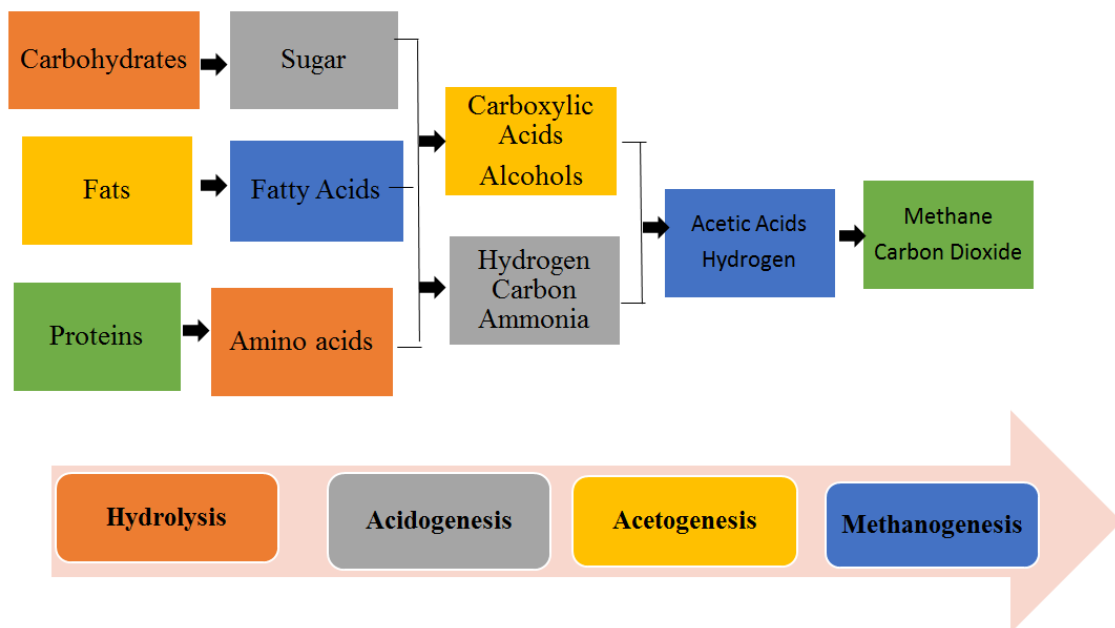 Carbohydrates
Sugar
Fats
Fatty Acids
Proteins
Amino acids
Carboxylic
Acids
Alcohols
Hydrogen
Carbon
Ammonia
Acetic Acids
Hydrogen
Methane
Carbon Dioxide
Hydrolysis
Acidogenesis
Acetogenesis
Methanogenesis